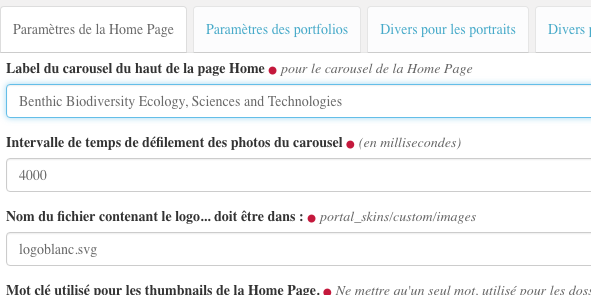 Paramètres de la Home Page Paramètres des portfolios Divers pour les portraits Divers
Label du carousel du haut de la page Home pour le carousel de la Home Page
Benthic Biodiversity Ecology, Sciences and Technologies
Intervalle de temps de défilement des photos du carousel (en millisecondes)
4000
Nom du fichier contenant le logo... doit être dans : portal_skins/custom/images
logoblanc.svg
Mot clé utilisé pour les thumbnails de la Home Page. Ne mettre qu'un seul mot, utilisé pour les